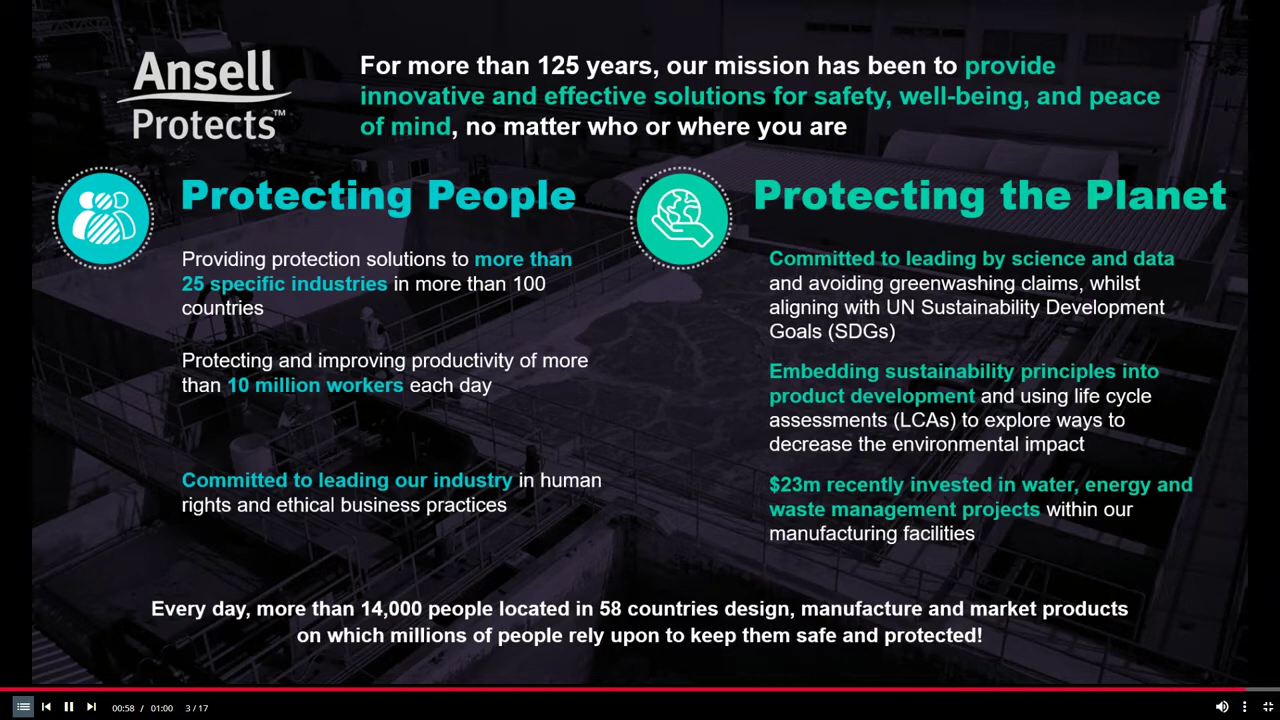 Ansell
Protects™
For more than 125 years, our mission has been to provide
innovative and effective solutions for safety, well-being, and peace
of mind, no matter who or where you are
Protecting People
Providing protection solutions to more than
25 specific industries in more than 100
countries
Protecting and improving productivity of more
than 10 million workers each day
Committed to leading our industry in human
rights and ethical business practices
Protecting the Planet
Committed to leading by science and data
and avoiding greenwashing claims, whilst
aligning with UN Sustainability Development
Goals (SDGs)
Embedding sustainability principles into
product development and using life cycle
assessments (LCAs) to explore ways to
decrease the environmental impact
$23m recently invested in water, energy and
waste management projects within our
manufacturing facilities
Every day, more than 14,000 people located in 58 countries design, manufacture and market products
on which millions of people rely upon to keep them safe and protected!
00:58 / 01:00 3 / 17